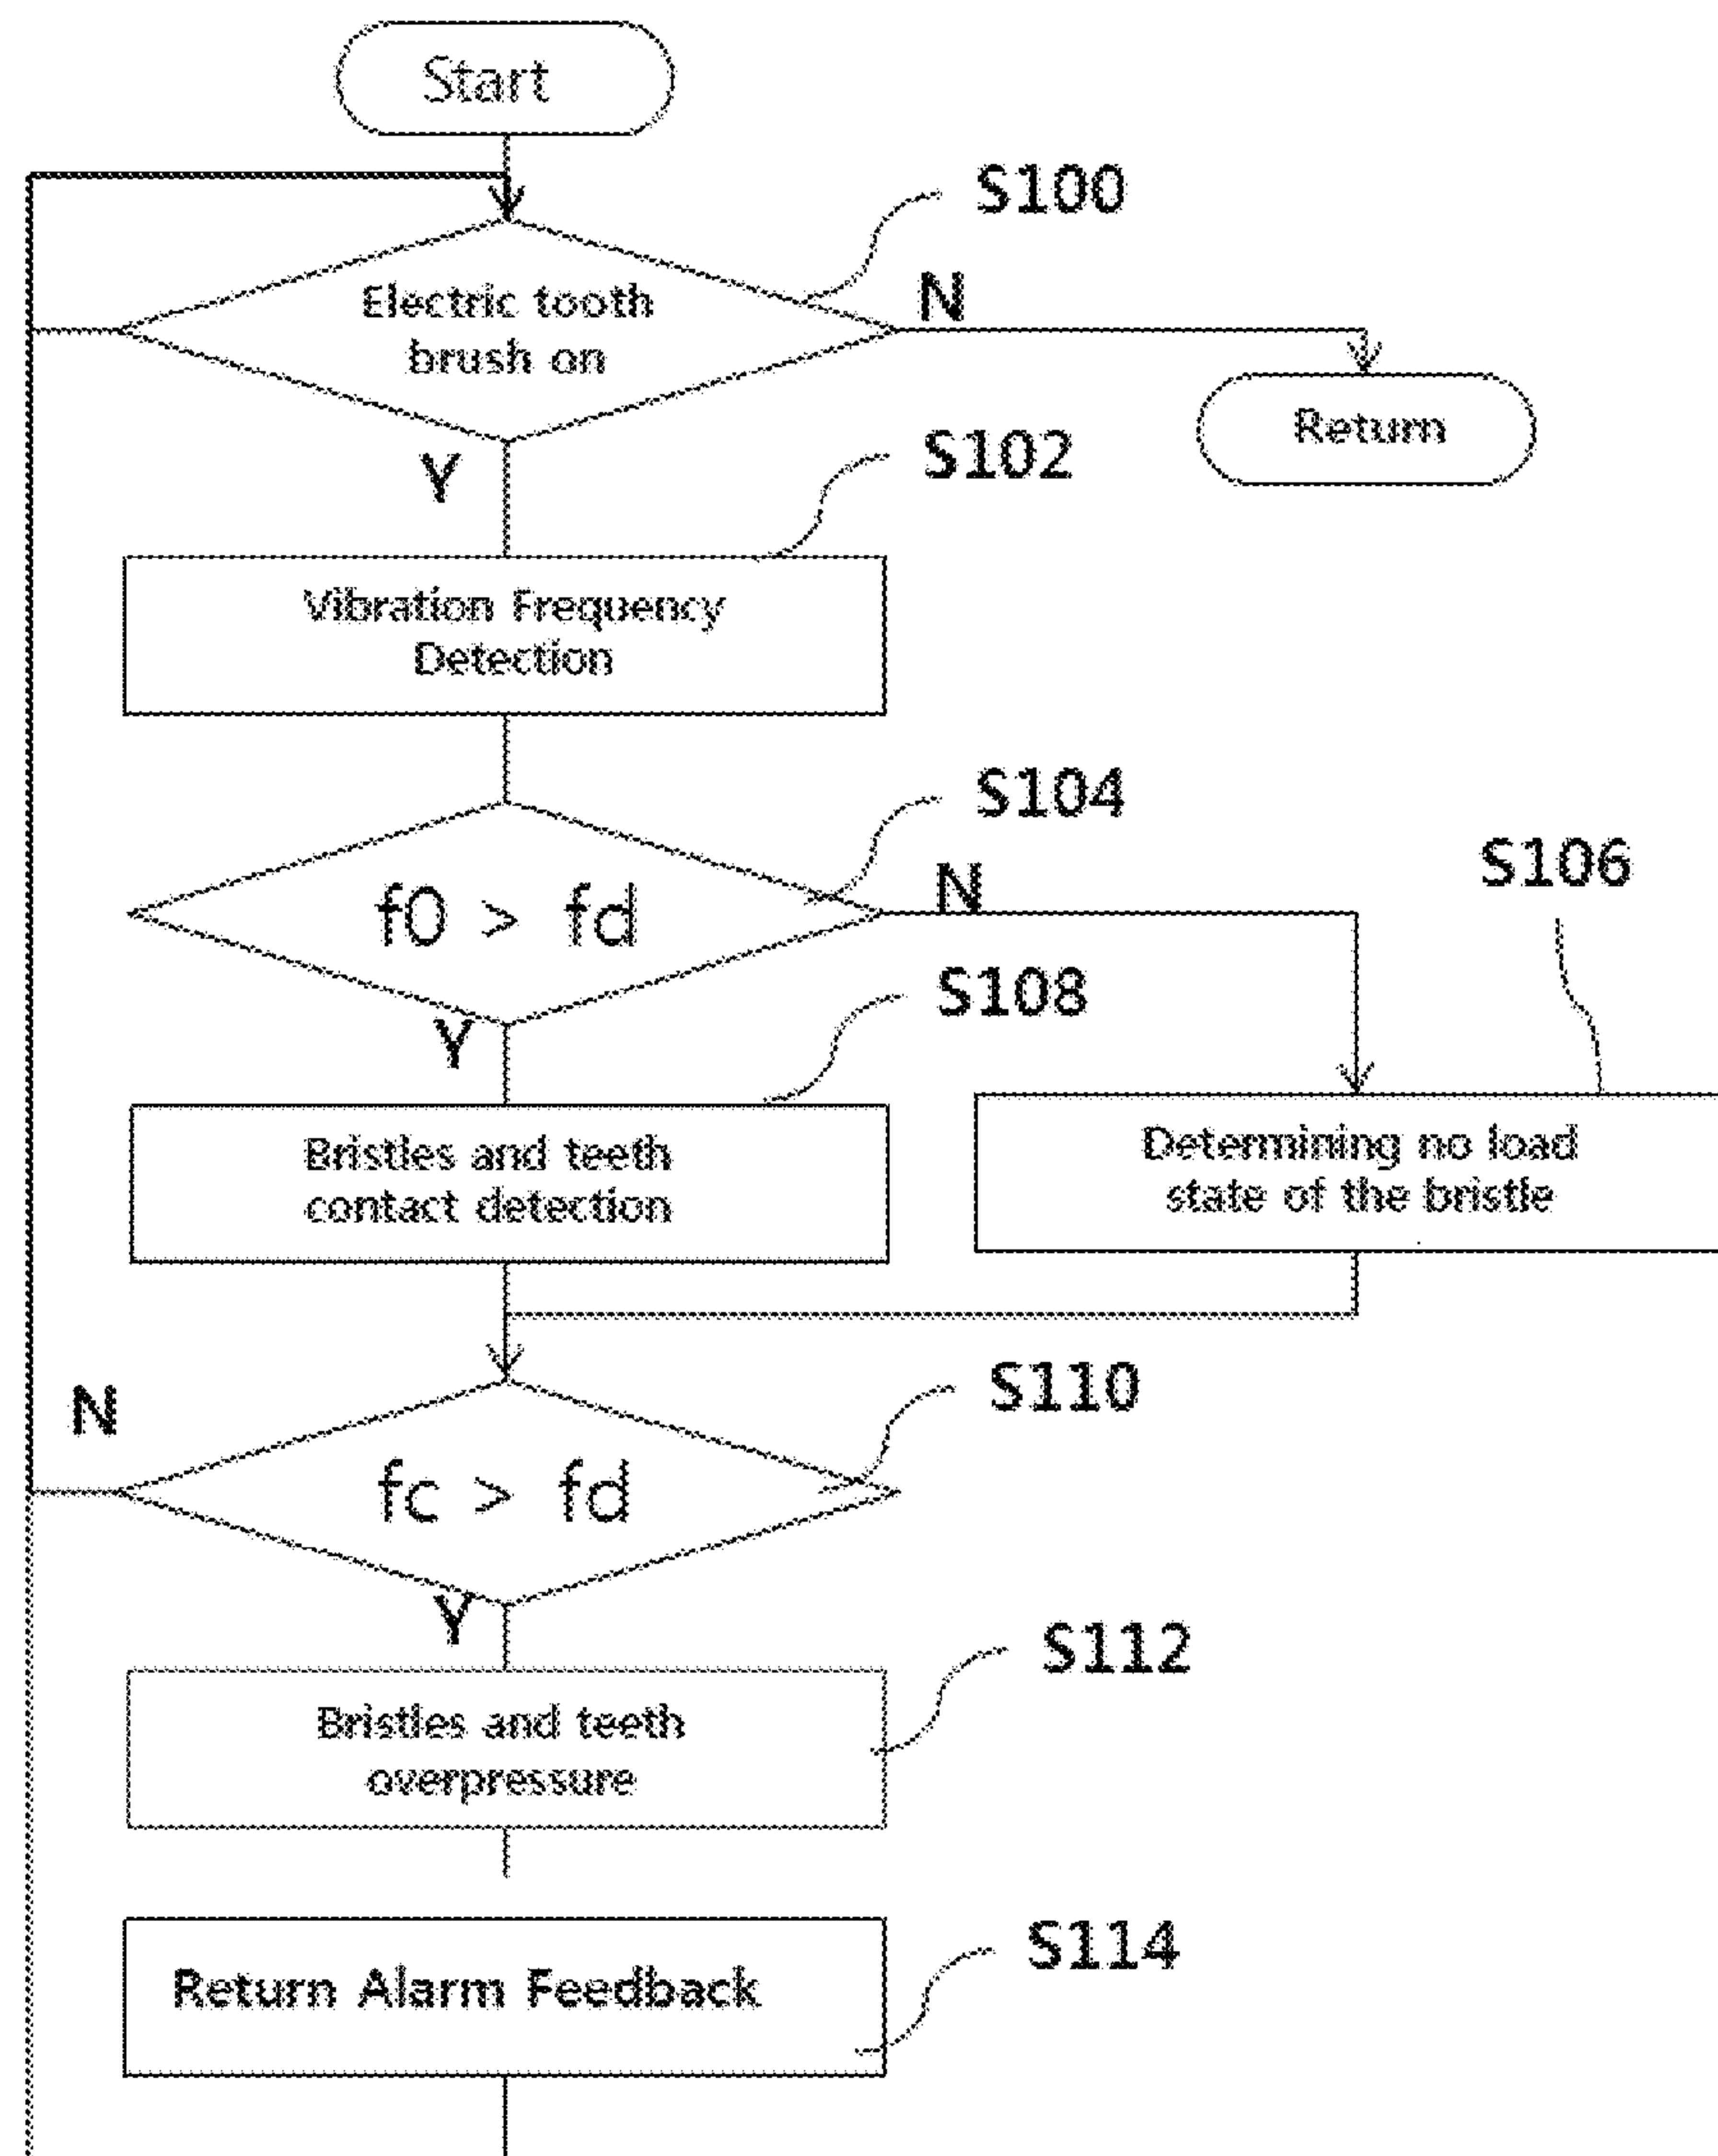 Start
S100
Electric tooth
brush on
N
Return
Y
S102
Vibration Frequency
Detection
S104
f0 > fd
N
S106
Y
S108
Bristles and teeth
contact detection
Determining no load
state of the bristle
S110
N
fc > fd
Y
S112
Bristles and teeth
overpressure
S114
Return Alarm Feedback